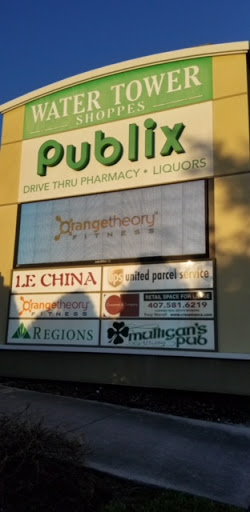 WATER TOWER
SHOPPES
Publix
DRIVE THRU PHARMACY • LIQUORS
Orangetheory®
FITNESS
LE CHINA
ups united parcel service
Orangetheory®
FITNESS
RETAIL SPACE FOR LEASE
407.581.6219
REGIONS
mulligan's
pub